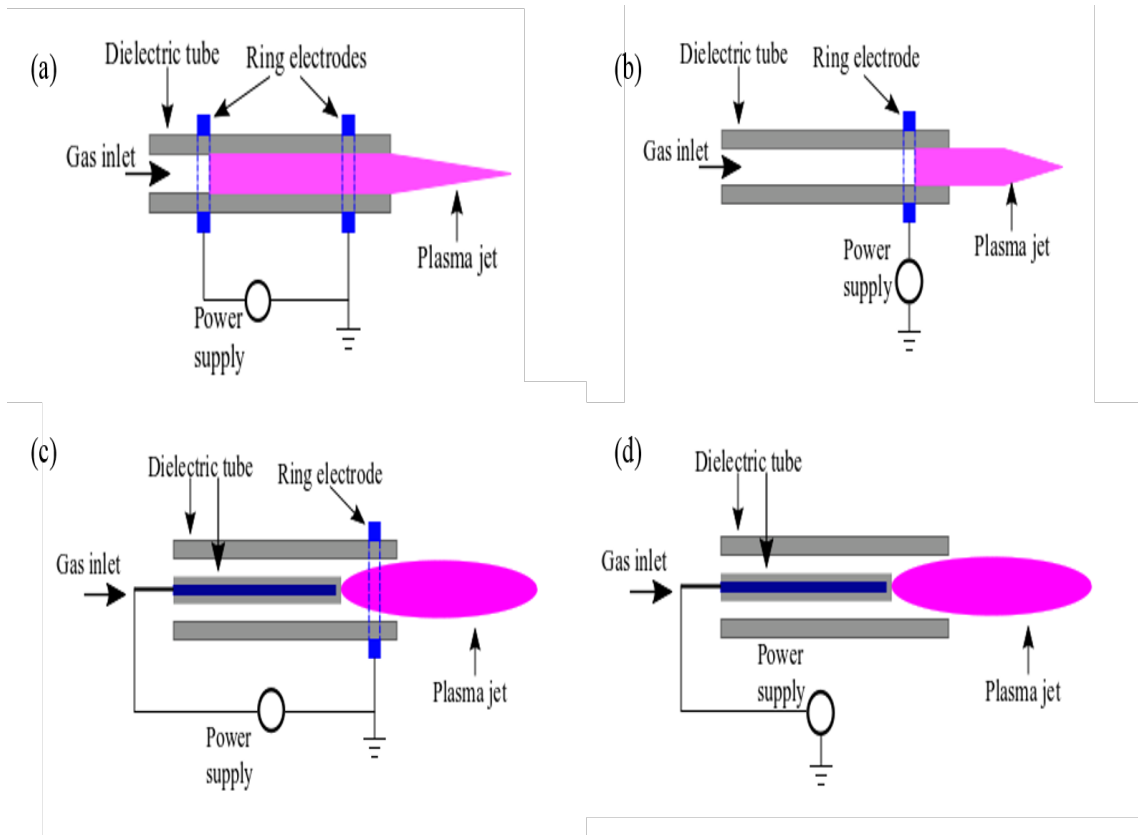 (a)
Dielectric tube
Ring electrodes
Gas inlet
Plasma jet
Power
supply
(b)
Dielectric tube
Ring electrode
Gas inlet
Plasma jet
Power
supply
(c)
Dielectric tube
Ring electrode
Gas inlet
Plasma jet
Power
supply
(d)
Dielectric tube
Gas inlet
Power
supply
Plasma jet